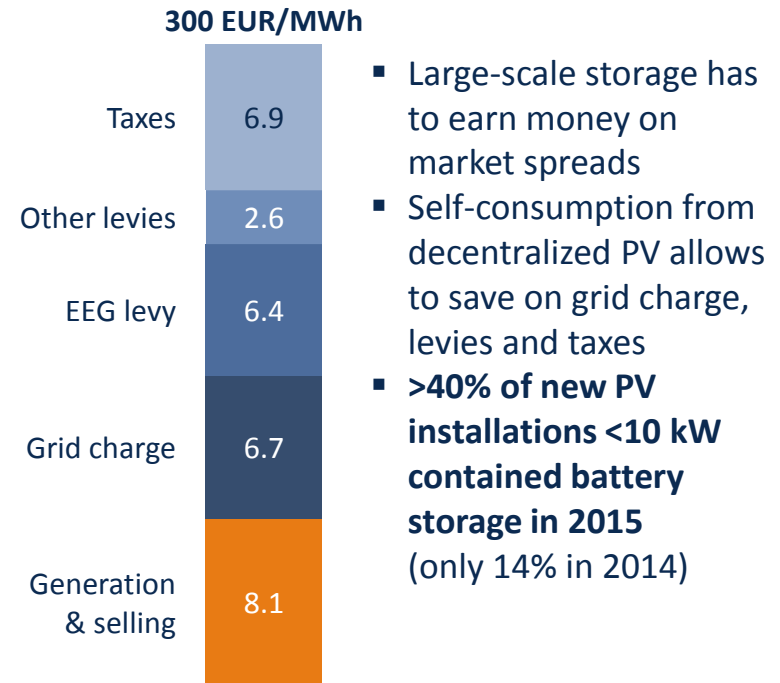 300 EUR/MWh
Taxes 6.9
Other levies 2.6
EEG levy 6.4
Grid charge 6.7
Generation
& selling 8.1
▪ Large-scale storage has
to earn money on
market spreads
▪ Self-consumption from
decentralized PV allows
to save on grid charge,
levies and taxes
▪ >40% of new PV
installations <10 kW
contained battery
storage in 2015
(only 14% in 2014)